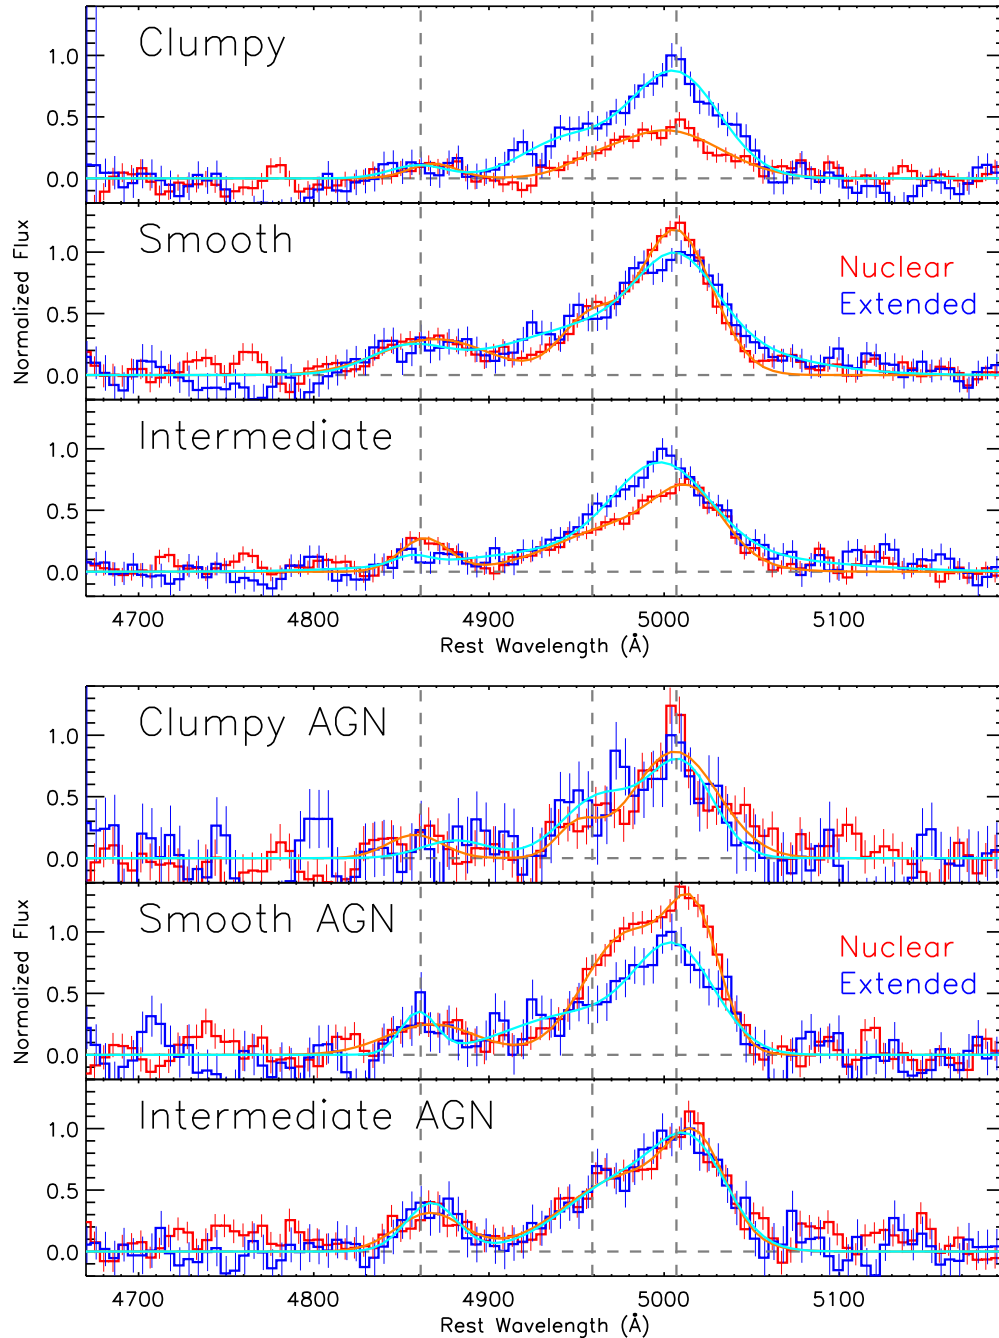 Clumpy
1.0
0.5
0.0
Smooth
1.0
0.5
0.0
Nuclear
Extended
Normalized Flux
Intermediate
1.0
0.5
0.0
4700 4800 4900 5000 5100
Rest Wavelength (Å)
Clumpy AGN
1.0
0.5
0.0
Smooth AGN
1.0
0.5
0.0
Nuclear
Extended
Normalized Flux
Intermediate AGN
1.0
0.5
0.0
4700 4800 4900 5000 5100
Rest Wavelength (Å)